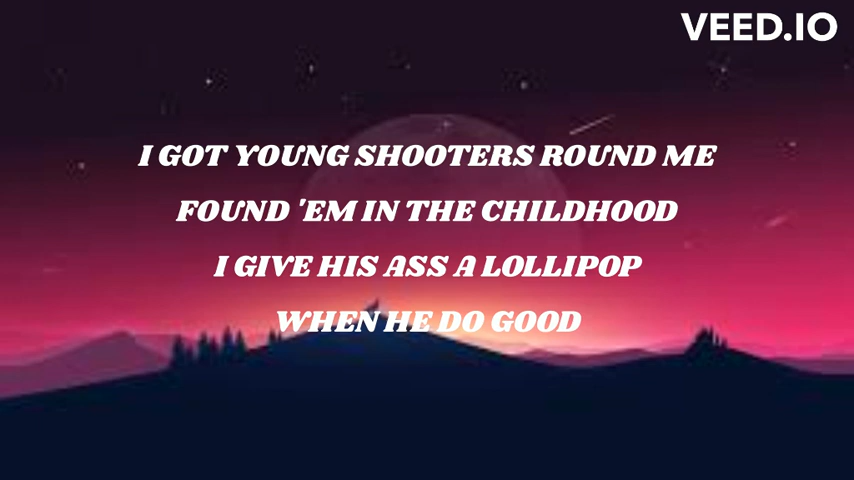 VEED.IO
I GOT YOUNG SHOOTERS ROUND ME
FOUND 'EM IN THE CHILDHOOD
I GIVE HIS ASS A LOLLIPOP
WHEN HE DO GOOD